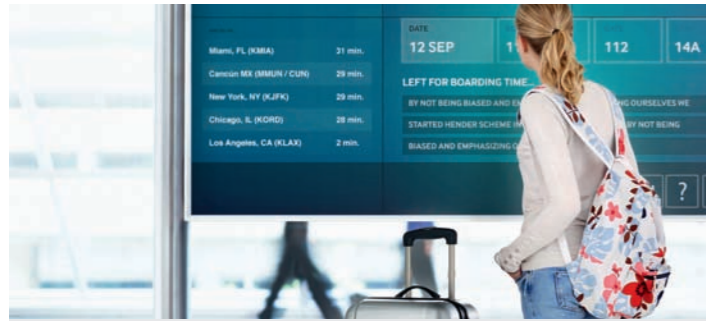 Miami, FL (KMIA) 31 min.
Cancún MX (MMUN / CUN) 29 min.
New York, NY (KJFK) 29 min.
Chicago, IL (KORD) 28 min.
Los Angeles, CA (KLAX) 2 min.
DATE
12 SEP 112 14A
LEFT FOR BOARDING TIME...
BY NOT BEING BIASED AND OURSELVES WE
STARTED HENDER SCHEME BY NOT BEING
BIASED AND EMPHASIZING
?